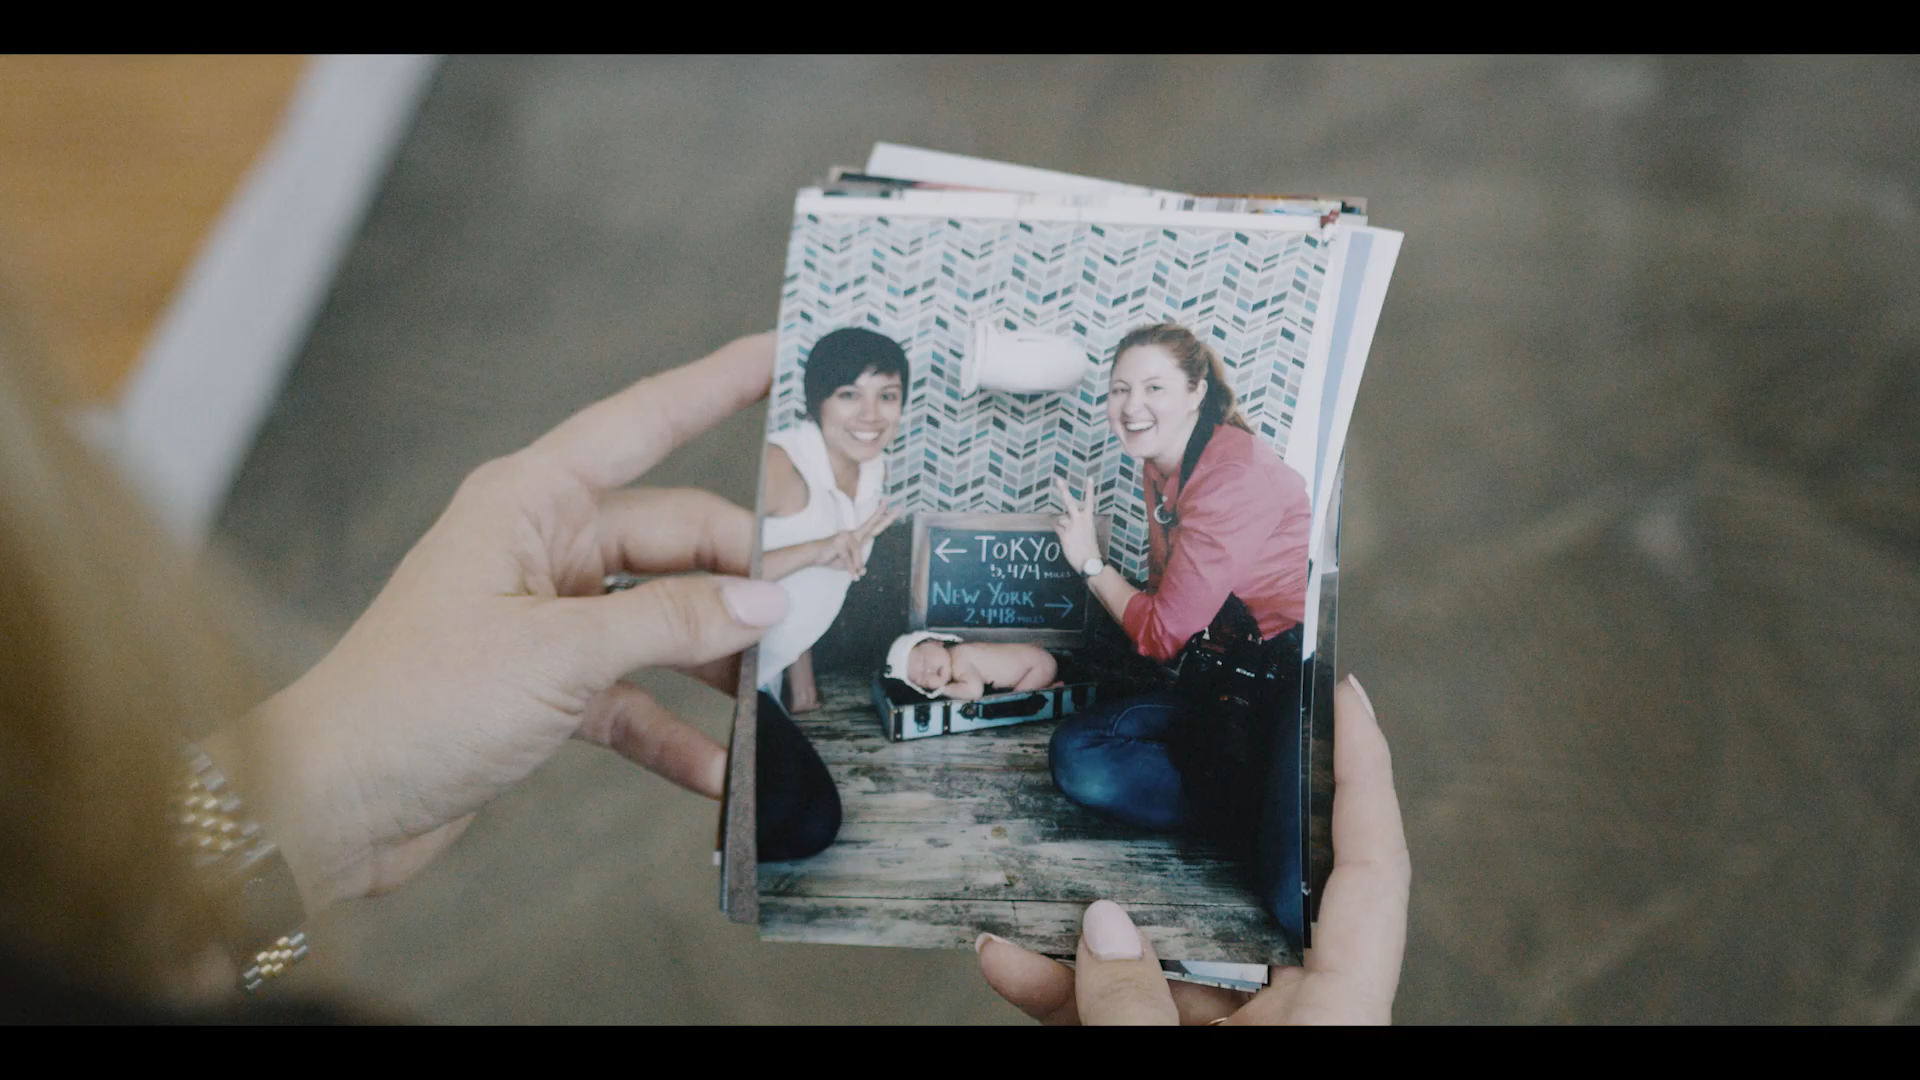 ← TOKYO
5,474 MILES
NEW YORK →
2,448 MILES